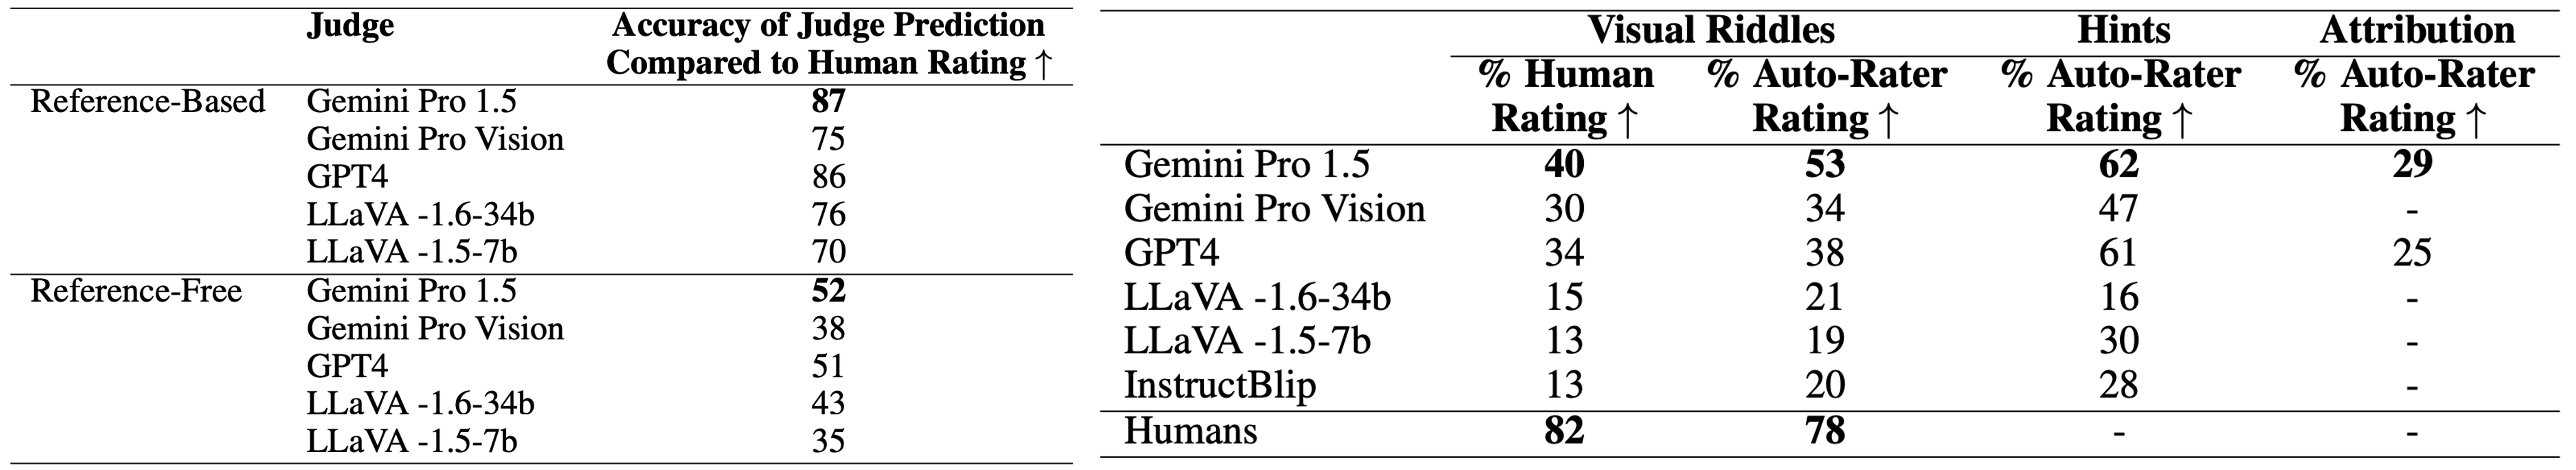 Judge Accuracy of Judge Prediction
Compared to Human Rating ↑
Reference-Based Gemini Pro 1.5 87
Gemini Pro Vision 75
GPT4 86
LLaVA -1.6-34b 76
LLaVA -1.5-7b 70
Reference-Free Gemini Pro 1.5 52
Gemini Pro Vision 38
GPT4 51
LLaVA -1.6-34b 43
LLaVA -1.5-7b 35
Visual Riddles Hints Attribution
% Human % Auto-Rater % Auto-Rater % Auto-Rater
Rating ↑ Rating ↑ Rating ↑ Rating ↑
Gemini Pro 1.5 40 53 62 29
Gemini Pro Vision 30 34 47 -
GPT4 34 38 61 25
LLaVA -1.6-34b 15 21 16 -
LLaVA -1.5-7b 13 19 30 -
InstructBlip 13 20 28 -
Humans 82 78 - -